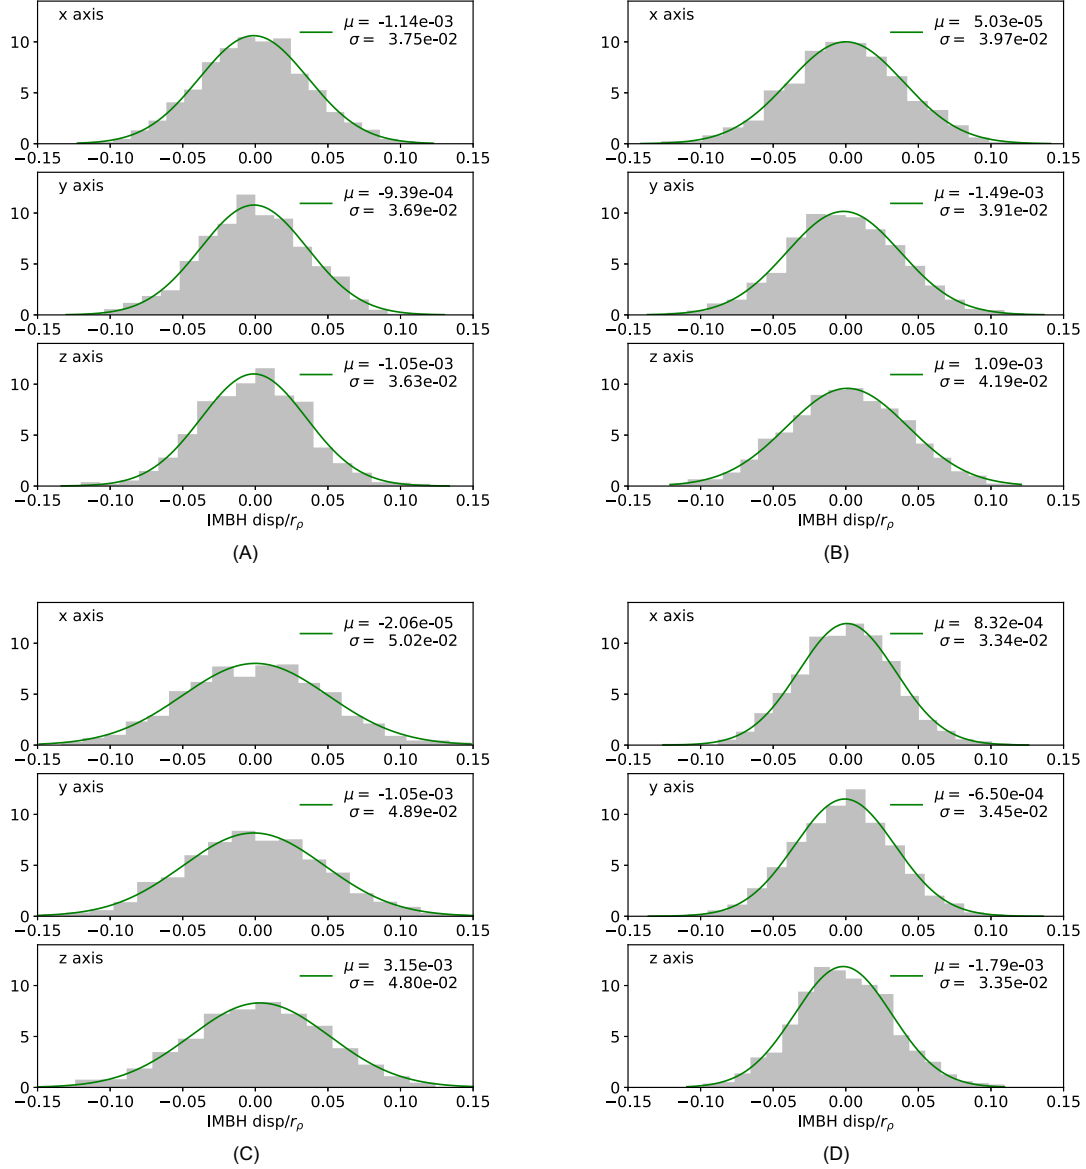 x axis
μ = -1.14e-03
σ = 3.75e-02
10
5
0
−0.15 −0.10 −0.05 0.00 0.05 0.10 0.15
y axis
μ = -9.39e-04
σ = 3.69e-02
10
5
0
−0.15 −0.10 −0.05 0.00 0.05 0.10 0.15
z axis
μ = -1.05e-03
σ = 3.63e-02
10
5
0
−0.15 −0.10 −0.05 0.00 0.05 0.10 0.15
IMBH disp/rρ
(A)
x axis
μ = 5.03e-05
σ = 3.97e-02
10
5
0
−0.15 −0.10 −0.05 0.00 0.05 0.10 0.15
y axis
μ = -1.49e-03
σ = 3.91e-02
10
5
0
−0.15 −0.10 −0.05 0.00 0.05 0.10 0.15
z axis
μ = 1.09e-03
σ = 4.19e-02
10
5
0
−0.15 −0.10 −0.05 0.00 0.05 0.10 0.15
IMBH disp/rρ
(B)
x axis
μ = -2.06e-05
σ = 5.02e-02
10
5
0
−0.15 −0.10 −0.05 0.00 0.05 0.10 0.15
y axis
μ = -1.05e-03
σ = 4.89e-02
10
5
0
−0.15 −0.10 −0.05 0.00 0.05 0.10 0.15
z axis
μ = 3.15e-03
σ = 4.80e-02
10
5
0
−0.15 −0.10 −0.05 0.00 0.05 0.10 0.15
IMBH disp/rρ
(C)
x axis
μ = 8.32e-04
σ = 3.34e-02
10
5
0
−0.15 −0.10 −0.05 0.00 0.05 0.10 0.15
y axis
μ = -6.50e-04
σ = 3.45e-02
10
5
0
−0.15 −0.10 −0.05 0.00 0.05 0.10 0.15
z axis
μ = -1.79e-03
σ = 3.35e-02
10
5
0
−0.15 −0.10 −0.05 0.00 0.05 0.10 0.15
IMBH disp/rρ
(D)